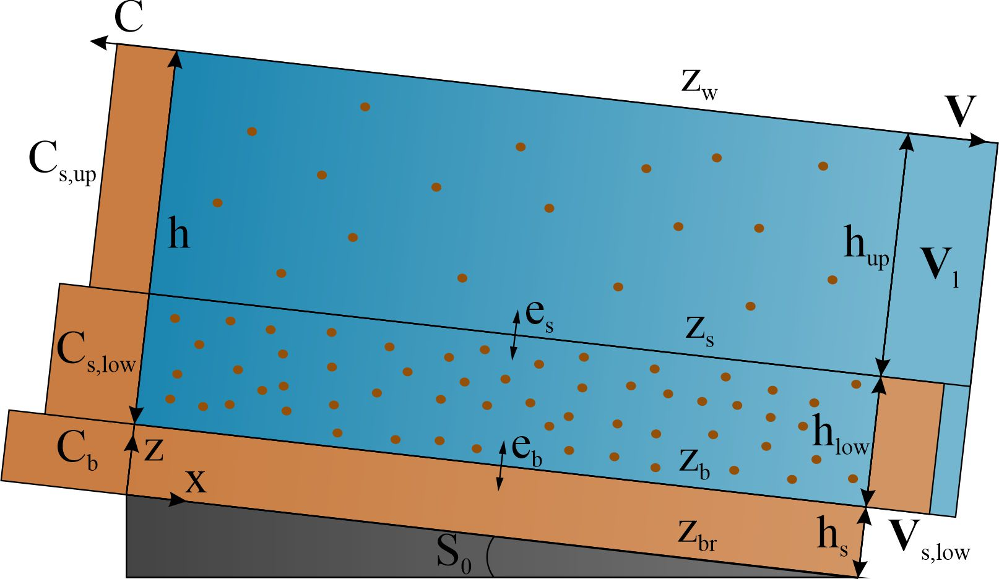 C
z_w
V
C_s,up
h
h_up
V_l
e_s
z_s
C_s,low
h_low
e_b
z_b
C_b
z
x
z_br
h_s
V_s,low
S_0